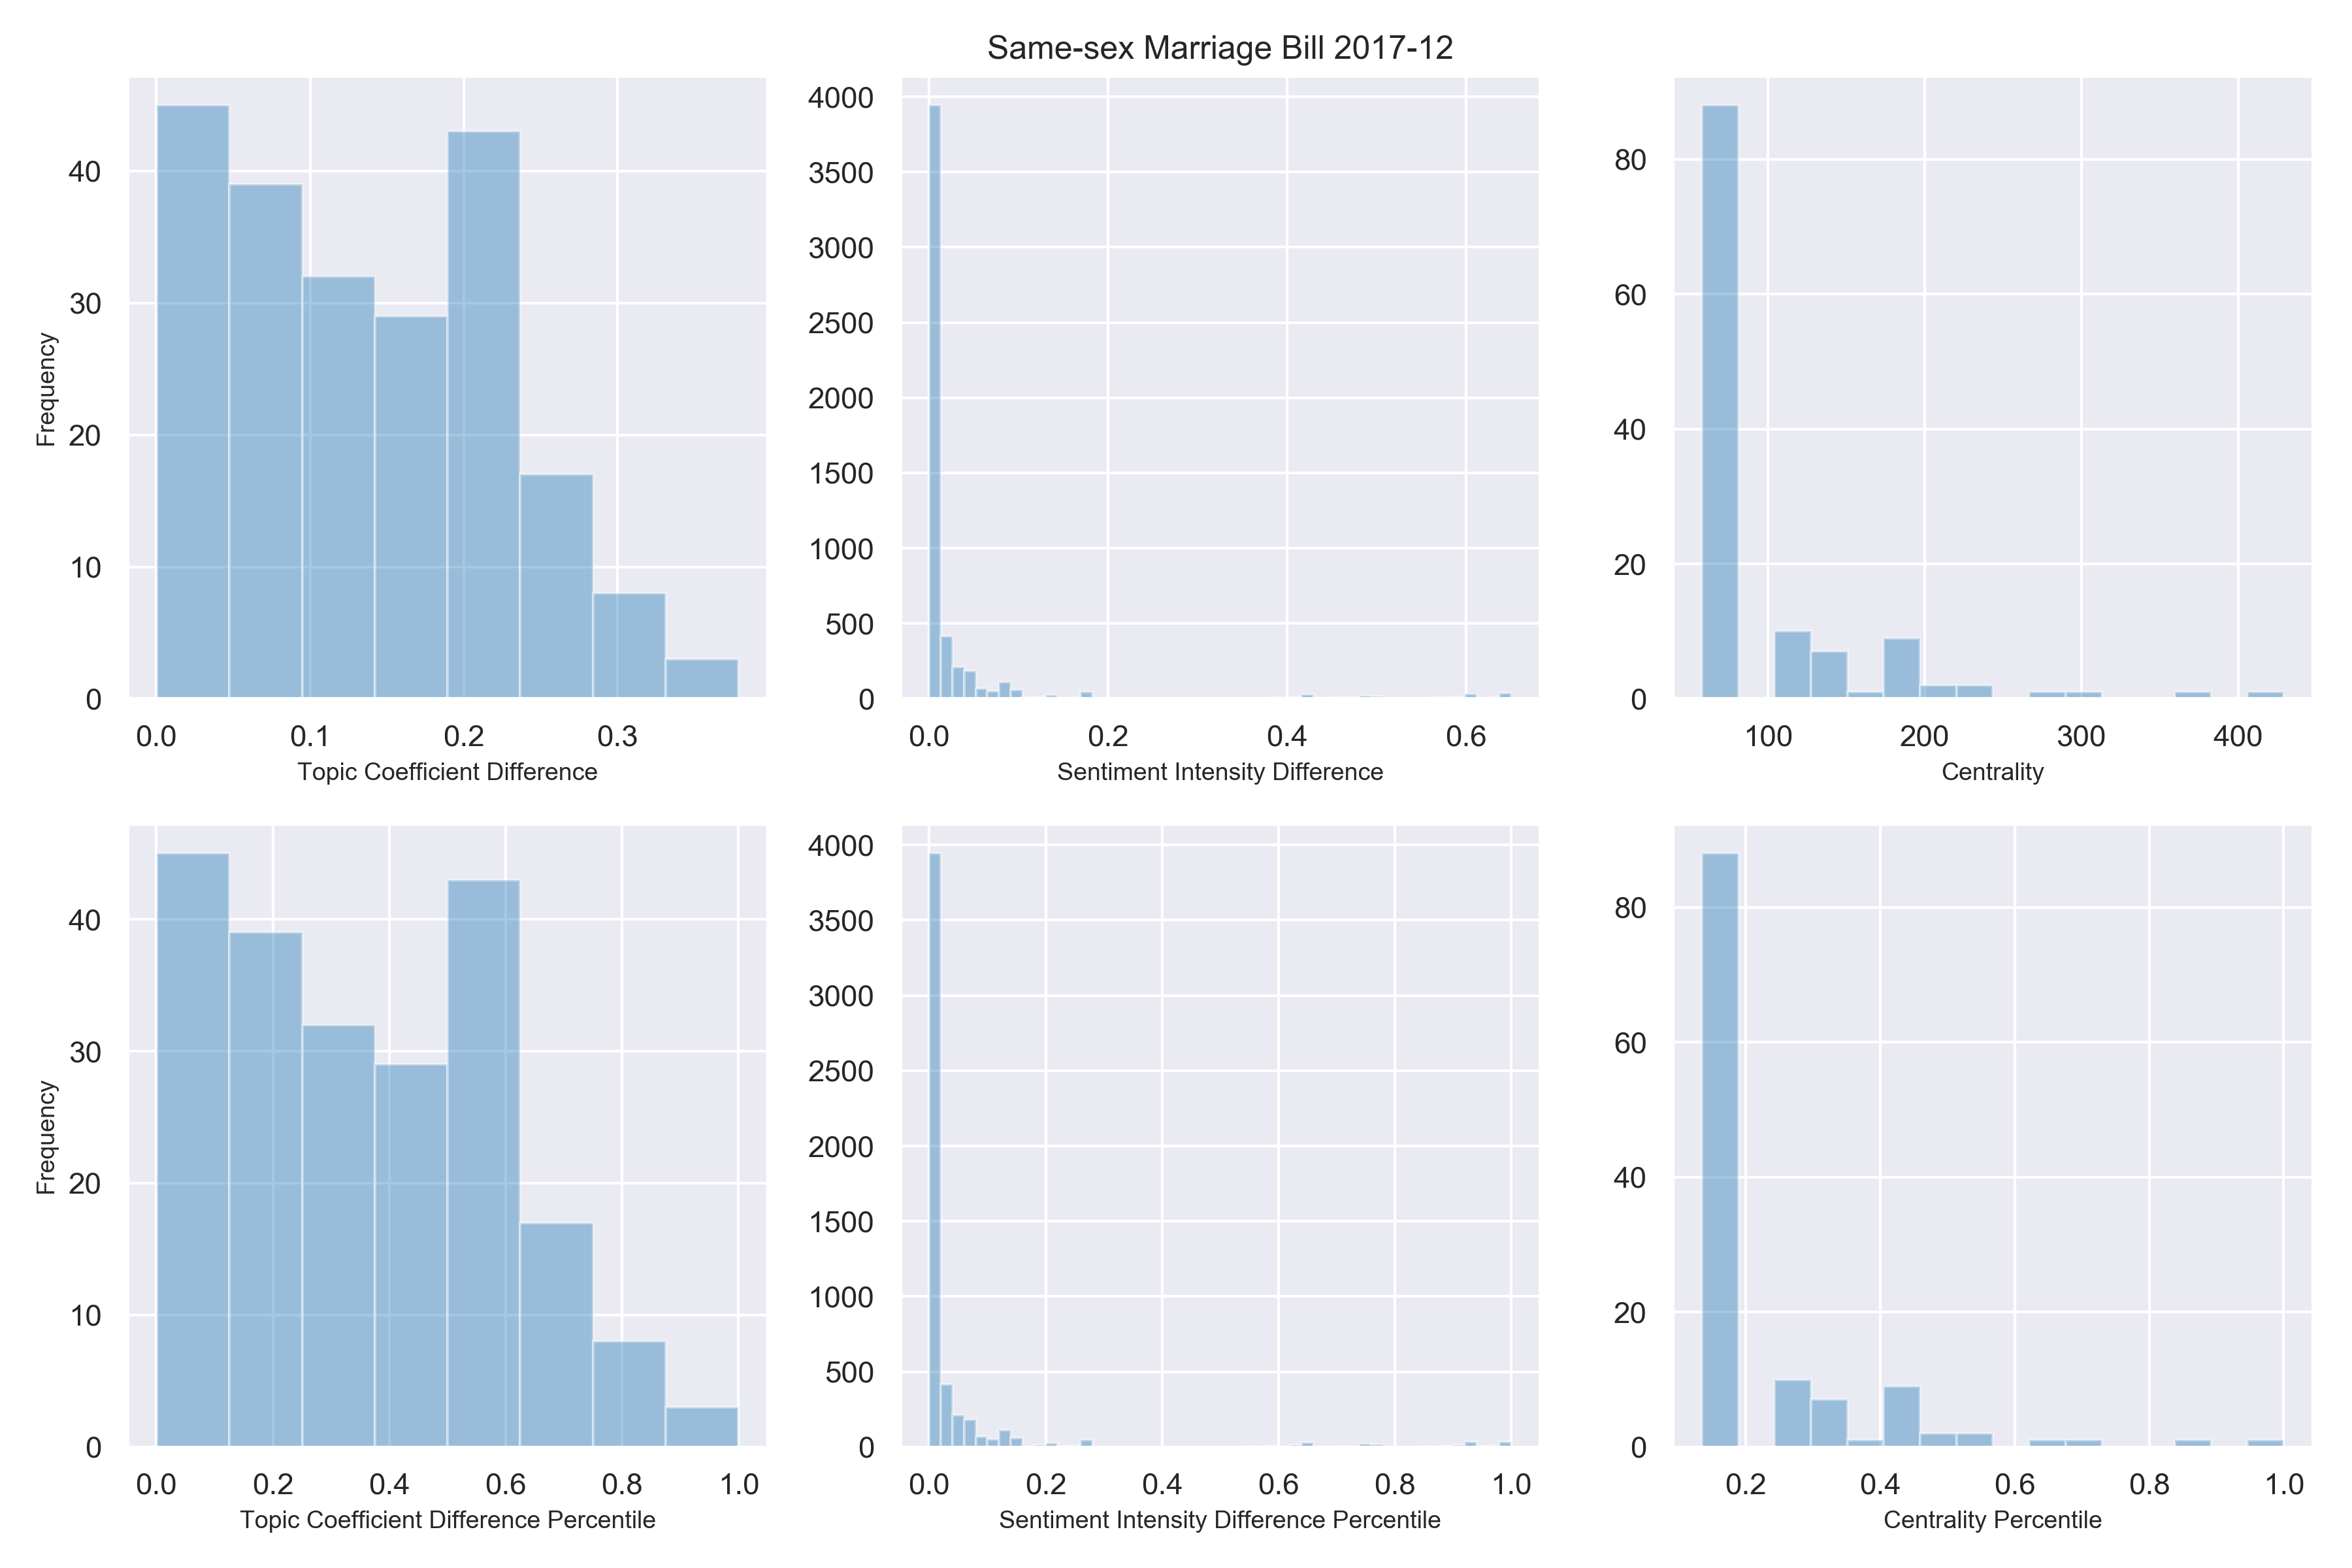 Same-sex Marriage Bill 2017-12
Frequency
40
30
20
10
0
0.0 0.1 0.2 0.3
Topic Coefficient Difference
4000
3500
3000
2500
2000
1500
1000
500
0
0.0 0.2 0.4 0.6
Sentiment Intensity Difference
80
60
40
20
0
100 200 300 400
Centrality
Frequency
40
30
20
10
0
0.0 0.2 0.4 0.6 0.8 1.0
Topic Coefficient Difference Percentile
4000
3500
3000
2500
2000
1500
1000
500
0
0.0 0.2 0.4 0.6 0.8 1.0
Sentiment Intensity Difference Percentile
80
60
40
20
0
0.2 0.4 0.6 0.8 1.0
Centrality Percentile